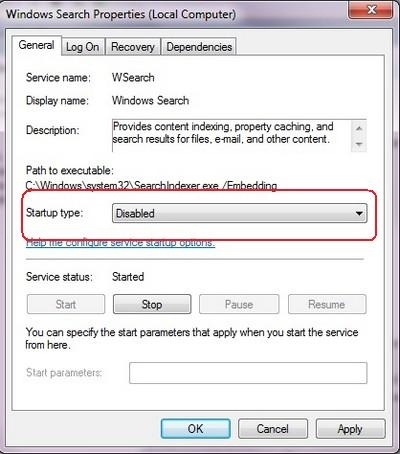 Windows Search Properties (Local Computer)
General Log On Recovery Dependencies
Service name: WSearch
Display name: Windows Search
Description: Provides content indexing, property caching, and
search results for files, e-mail, and other content.
Path to executable:
C:\Windows\system32\SearchIndexer.exe /Embedding
Startup type: Disabled
Help me configure service startup options.
Service status: Started
Start Stop Pause Resume
You can specify the start parameters that apply when you start the service
from here.
Start parameters:
OK Cancel Apply